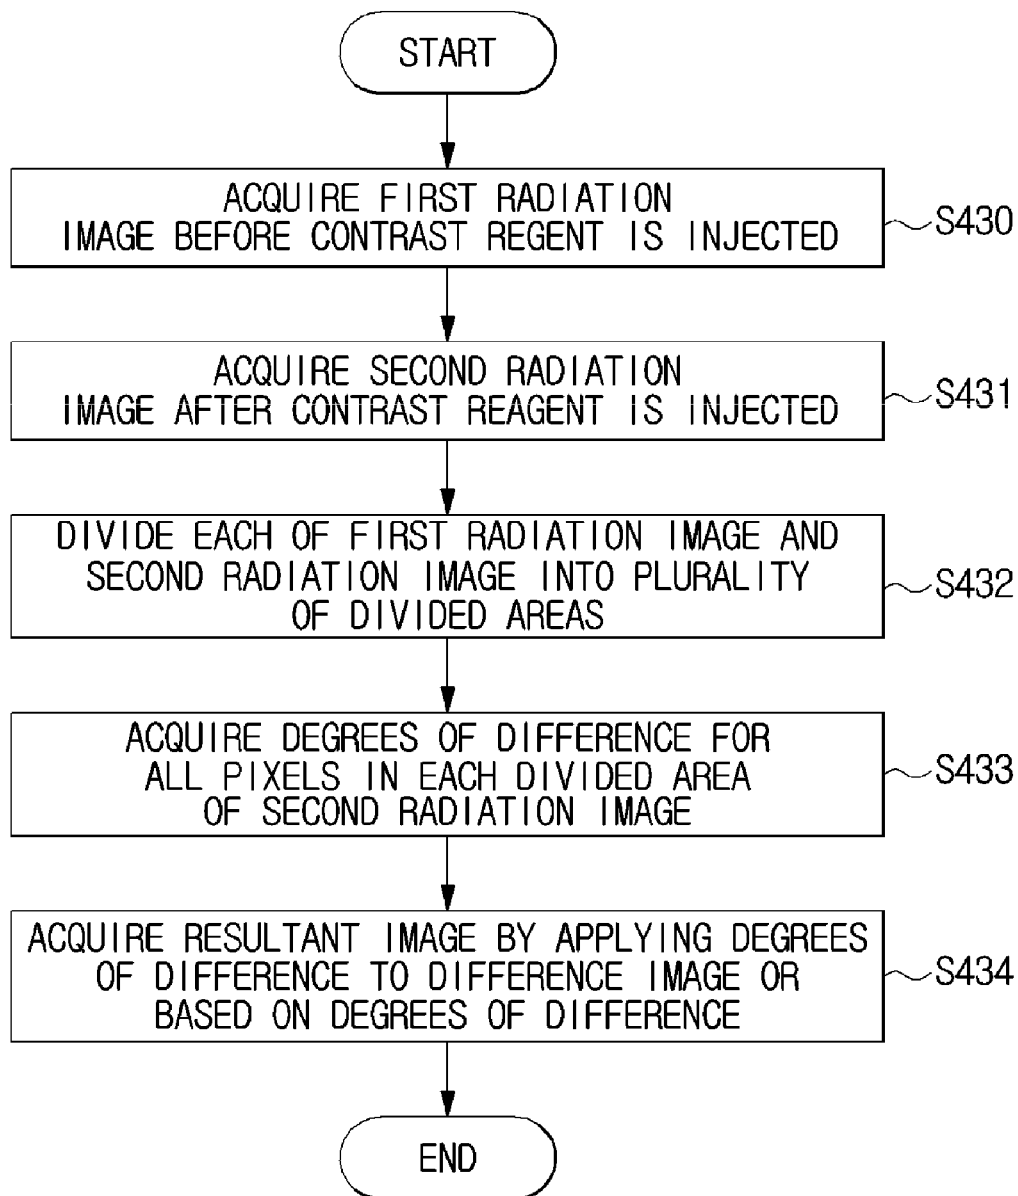 START
ACQUIRE FIRST RADIATION
IMAGE BEFORE CONTRAST REGENT IS INJECTED
S430
ACQUIRE SECOND RADIATION
IMAGE AFTER CONTRAST REAGENT IS INJECTED
S431
DIVIDE EACH OF FIRST RADIATION IMAGE AND
SECOND RADIATION IMAGE INTO PLURALITY
OF DIVIDED AREAS
S432
ACQUIRE DEGREES OF DIFFERENCE FOR
ALL PIXELS IN EACH DIVIDED AREA
OF SECOND RADIATION IMAGE
S433
ACQUIRE RESULTANT IMAGE BY APPLYING DEGREES
OF DIFFERENCE TO DIFFERENCE IMAGE OR
BASED ON DEGREES OF DIFFERENCE
S434
END